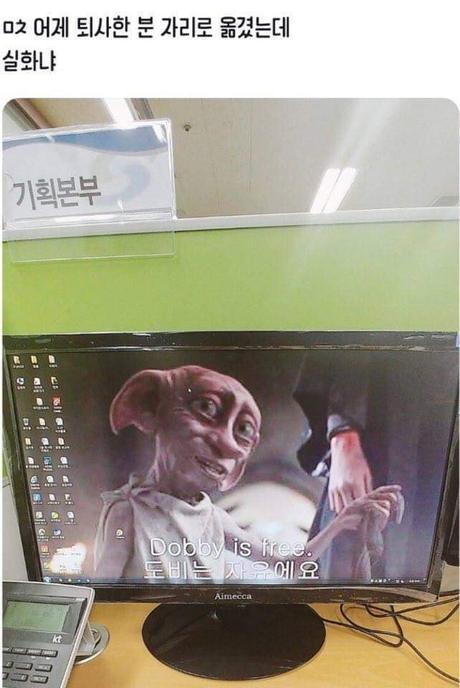 ㅁㅊ 어제 퇴사한 분 자리로 옮겼는데
실화냐
기획본부
Dobby is free.
도비는 자유에요
Aimecca
kt